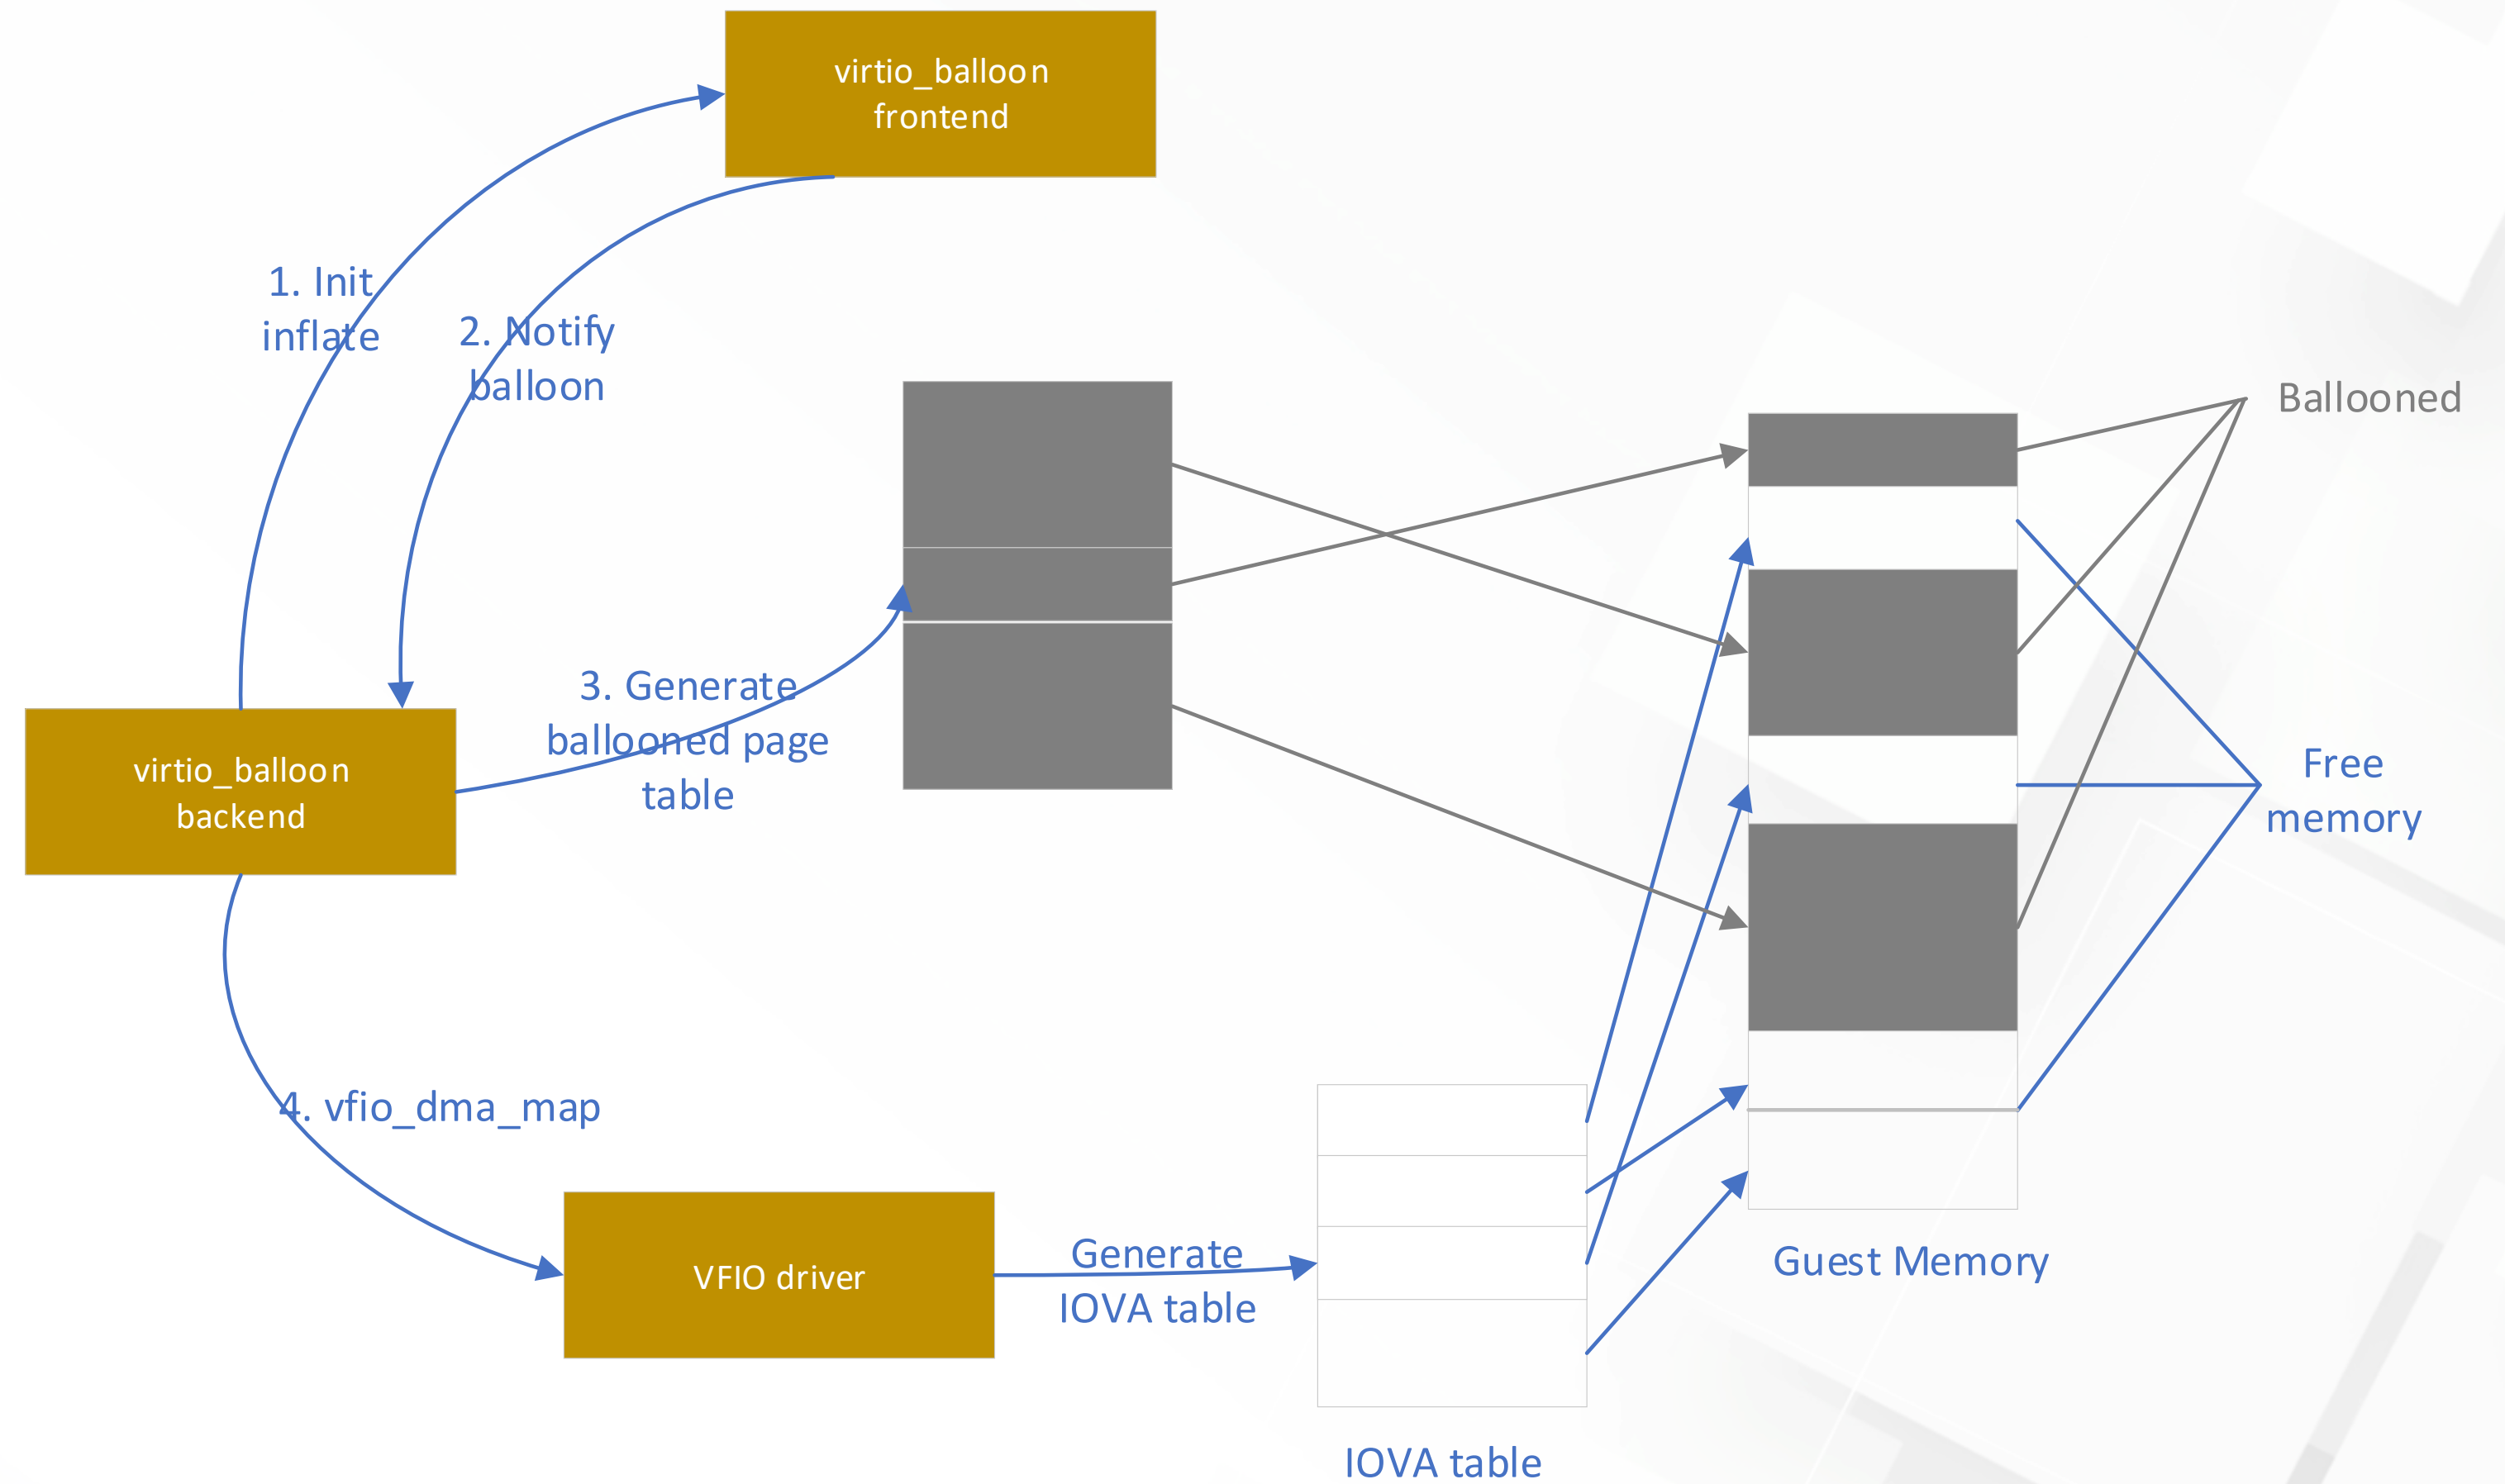 virtio_balloon
frontend
1. Init
inflate
2. Notify
balloon
Ballooned
3. Generate
ballooned page
table
virtio_balloon
backend
Free
memory
4. vfio_dma_map
VFIO driver
Generate
IOVA table
Guest Memory
IOVA table